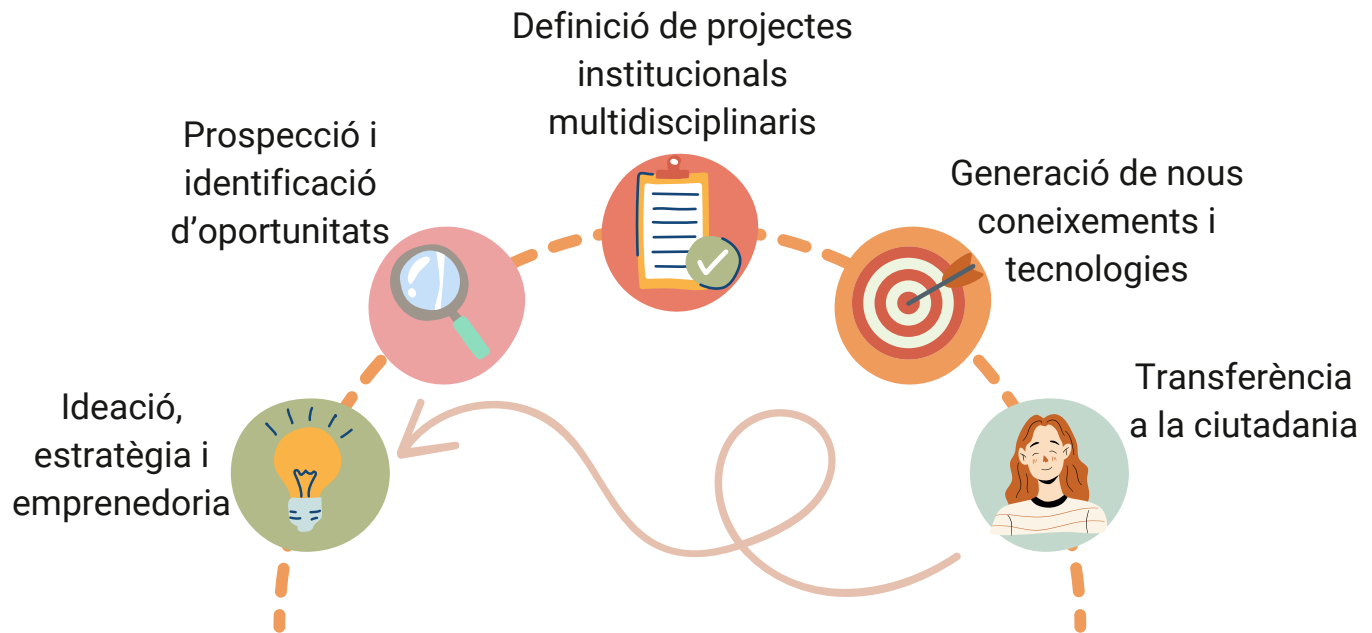 Ideació,
estratègia i
emprenedoria
Prospecció i
identificació
d’oportunitats
Definició de projectes
institucionals
multidisciplinaris
Generació de nous
coneixements i
tecnologies
Transferència
a la ciutadania